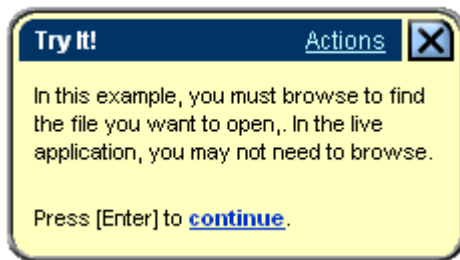 Try It! Actions
In this example, you must browse to find
the file you want to open,. In the live
application, you may not need to browse.
Press [Enter] to continue.